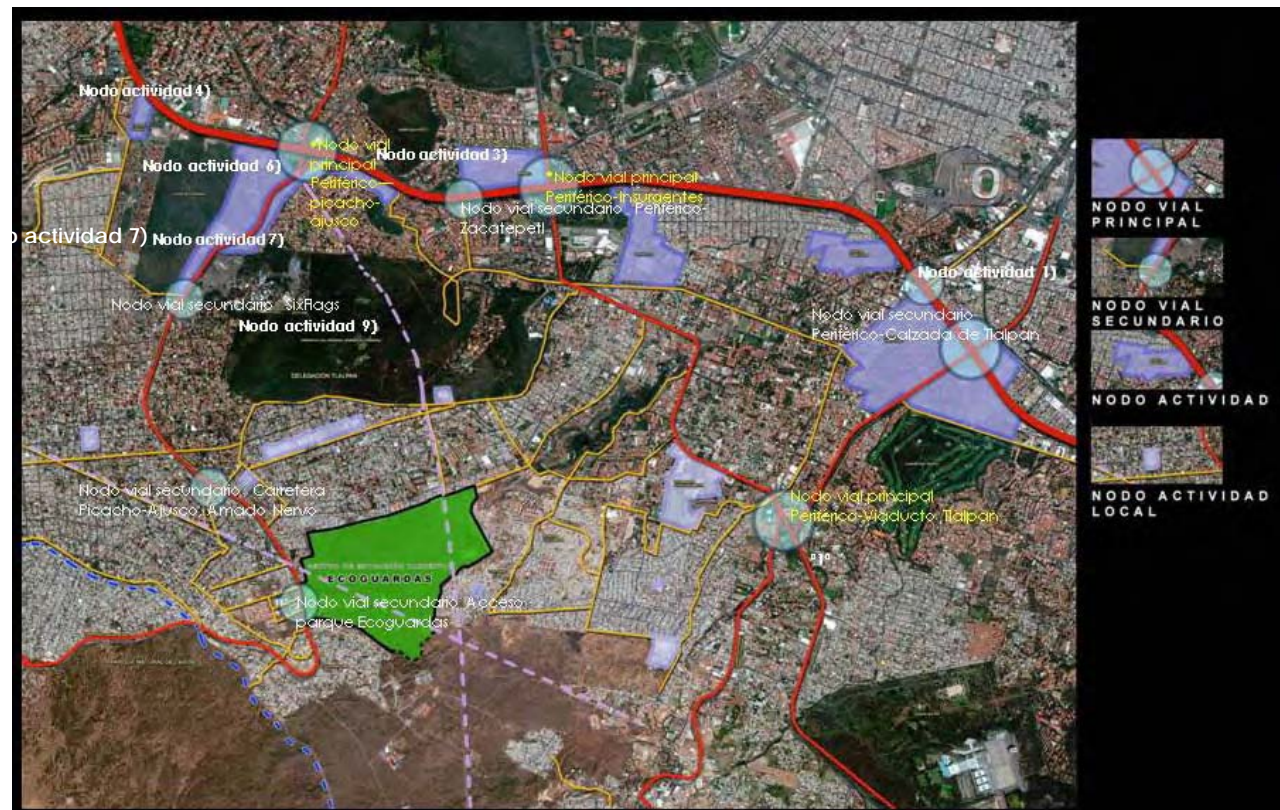 Nodo actividad 4)
*Nodo vial
principal
Periférico—
picacho-
ajusco
Nodo actividad 6)
Nodo actividad 3)
*Nodo vial principal
Periférico-Insurgentes
Nodo vial secundario Periférico-
Zacatepetl
o actividad 7)
Nodo actividad 7)
Nodo actividad 1)
Nodo vial secundario SixFlags
Nodo actividad 9)
Nodo vial secundario
Periférico-Calzada de Tlalpan
DELEGACIÓN TLALPAN
Nodo vial secundario Carretera
Picacho-Ajusco, Amado Nervo
Nodo vial principal
Periférico-Viaducto Tlalpan
ECOGUARDAS
Nodo vial secundario Acceso
parque Ecoguardas
NODO VIAL
PRINCIPAL
NODO VIAL
SECUNDARIO
NODO ACTIVIDAD
NODO ACTIVIDAD
LOCAL